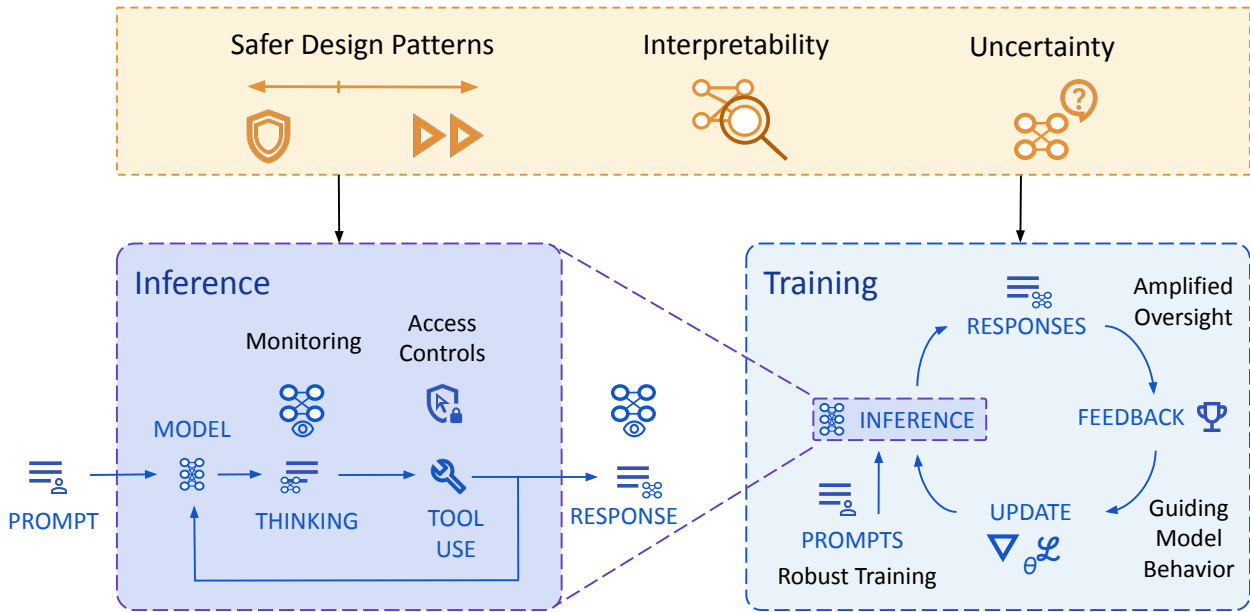 Safer Design Patterns
Interpretability
Uncertainty
?
Inference
Monitoring
Access
Controls
MODEL
PROMPT
THINKING
TOOL
USE
RESPONSE
Training
RESPONSES
Amplified
Oversight
INFERENCE
FEEDBACK
PROMPTS
Robust Training
UPDATE
∇θℒ
Guiding
Model
Behavior